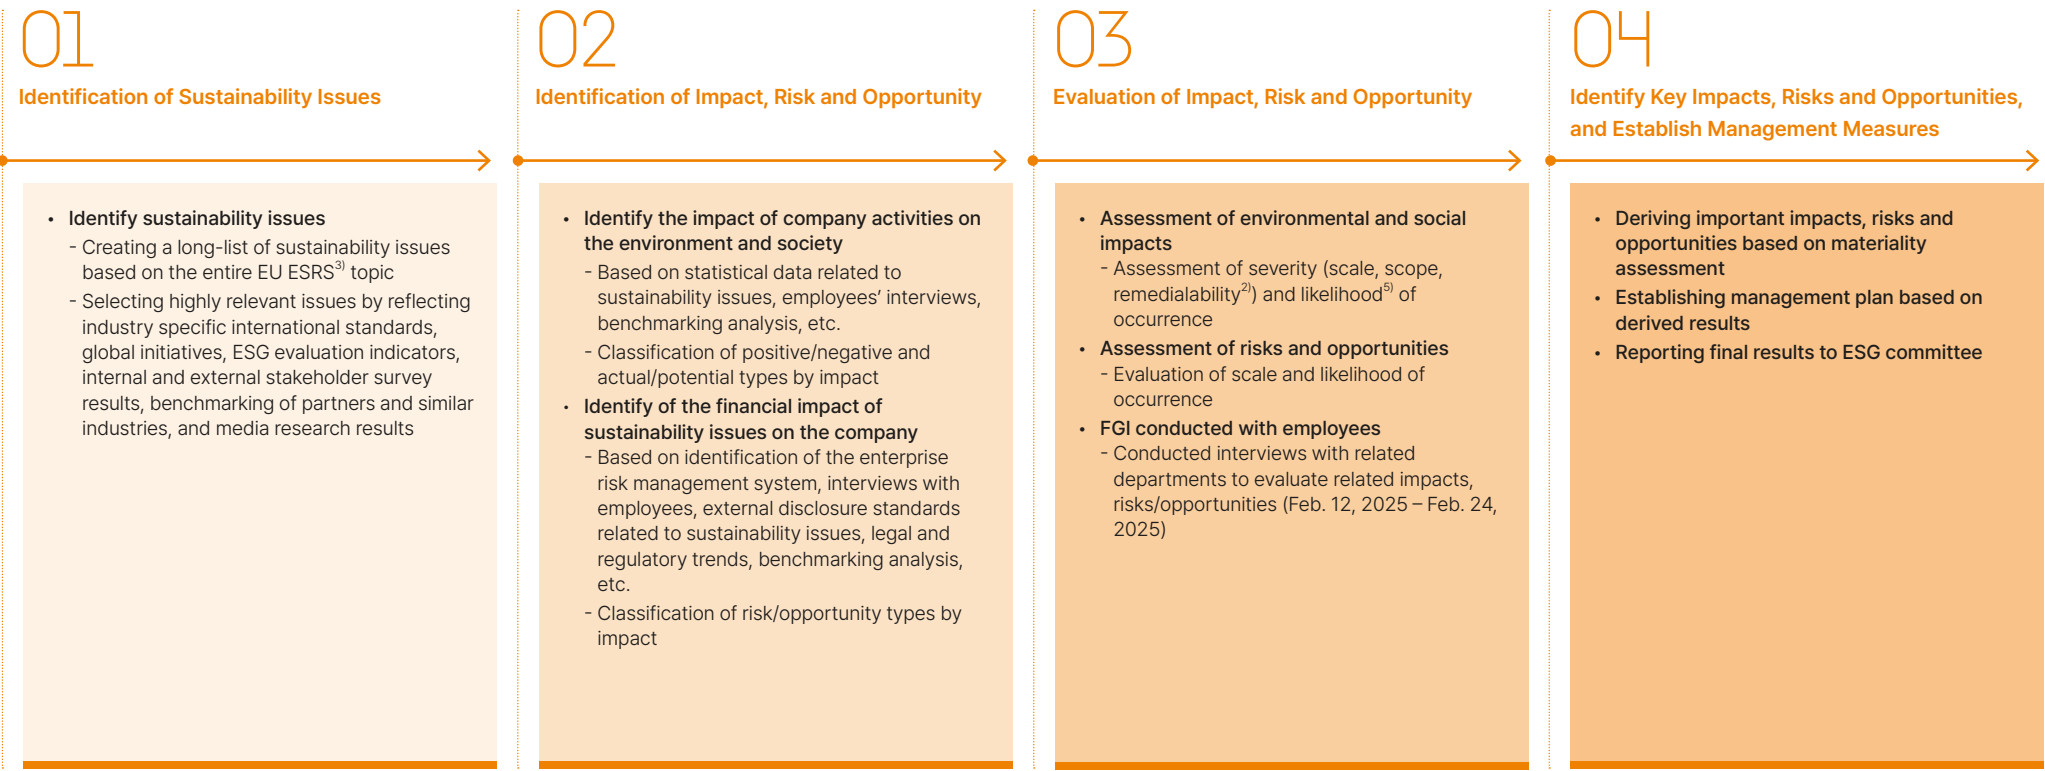 01
Identification of Sustainability Issues
• Identify sustainability issues
- Creating a long-list of sustainability issues
based on the entire EU ESRS3) topic
- Selecting highly relevant issues by reflecting
industry specific international standards,
global initiatives, ESG evaluation indicators,
internal and external stakeholder survey
results, benchmarking of partners and similar
industries, and media research results
02
Identification of Impact, Risk and Opportunity
• Identify the impact of company activities on
the environment and society
- Based on statistical data related to
sustainability issues, employees’ interviews,
benchmarking analysis, etc.
- Classification of positive/negative and
actual/potential types by impact
• Identify of the financial impact of
sustainability issues on the company
- Based on identification of the enterprise
risk management system, interviews with
employees, external disclosure standards
related to sustainability issues, legal and
regulatory trends, benchmarking analysis,
etc.
- Classification of risk/opportunity types by
impact
03
Evaluation of Impact, Risk and Opportunity
• Assessment of environmental and social
impacts
- Assessment of severity (scale, scope,
remedialability2)) and likelihood5) of
occurrence
• Assessment of risks and opportunities
- Evaluation of scale and likelihood of
occurrence
• FGI conducted with employees
- Conducted interviews with related
departments to evaluate related impacts,
risks/opportunities (Feb. 12, 2025 – Feb. 24,
2025)
04
Identify Key Impacts, Risks and Opportunities,
and Establish Management Measures
• Deriving important impacts, risks and
opportunities based on materiality
assessment
• Establishing management plan based on
derived results
• Reporting final results to ESG committee